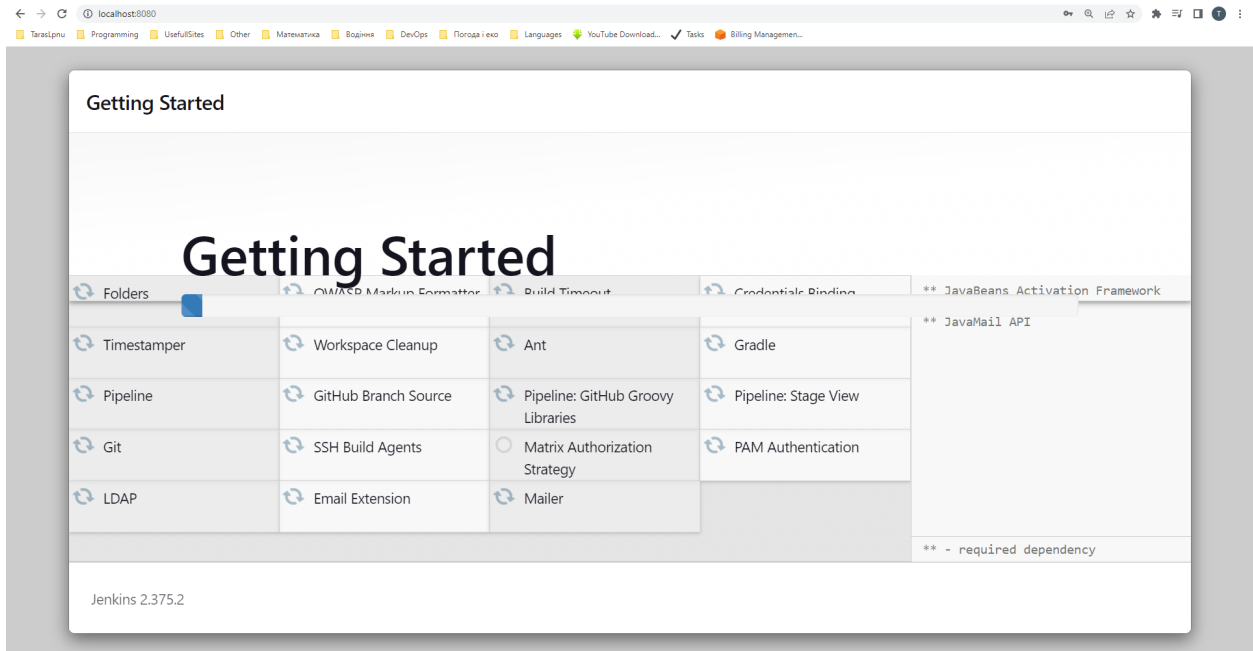 localhost:8080
TarasLpnu Programming UsefullSites Other Математика Водіння DevOps Погода і еко Languages YouTube Download... Tasks Billing Managemen...
Getting Started
Getting Started
Folders OWASP Markup Formatter Build Timeout Credentials Binding ** JavaBeans Activation Framework
** JavaMail API
Timestamper Workspace Cleanup Ant Gradle
Pipeline GitHub Branch Source Pipeline: GitHub Groovy Pipeline: Stage View
Libraries
Git SSH Build Agents Matrix Authorization PAM Authentication
Strategy
LDAP Email Extension Mailer
** - required dependency
Jenkins 2.375.2
T